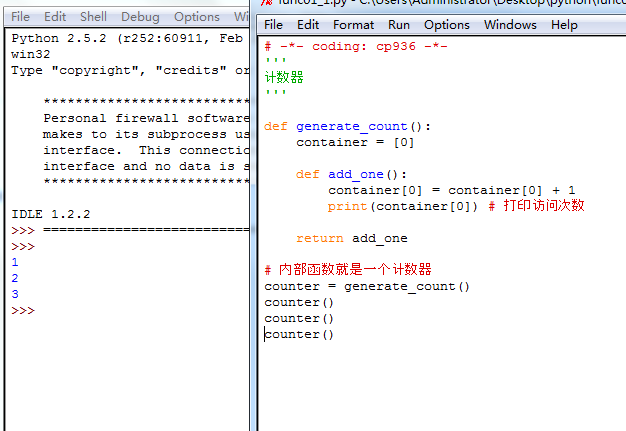 File Edit Shell Debug Options
Python 2.5.2 (r252:60911, Feb
win32
Type "copyright", "credits" or
****************************
Personal firewall software
makes to its subprocess us
interface. This connectio
interface and no data is s
****************************
IDLE 1.2.2
>>> ==========================
>>>
1
2
3
>>>
func01_1.py - C:\Users\Administrator\Desktop\python\func
File Edit Format Run Options Windows Help
# -*- coding: cp936 -*-
'''
计数器
'''
def generate_count():
    container = [0]
    def add_one():
        container[0] = container[0] + 1
        print(container[0]) # 打印访问次数
    return add_one
# 内部函数就是一个计数器
counter = generate_count()
counter()
counter()
counter()